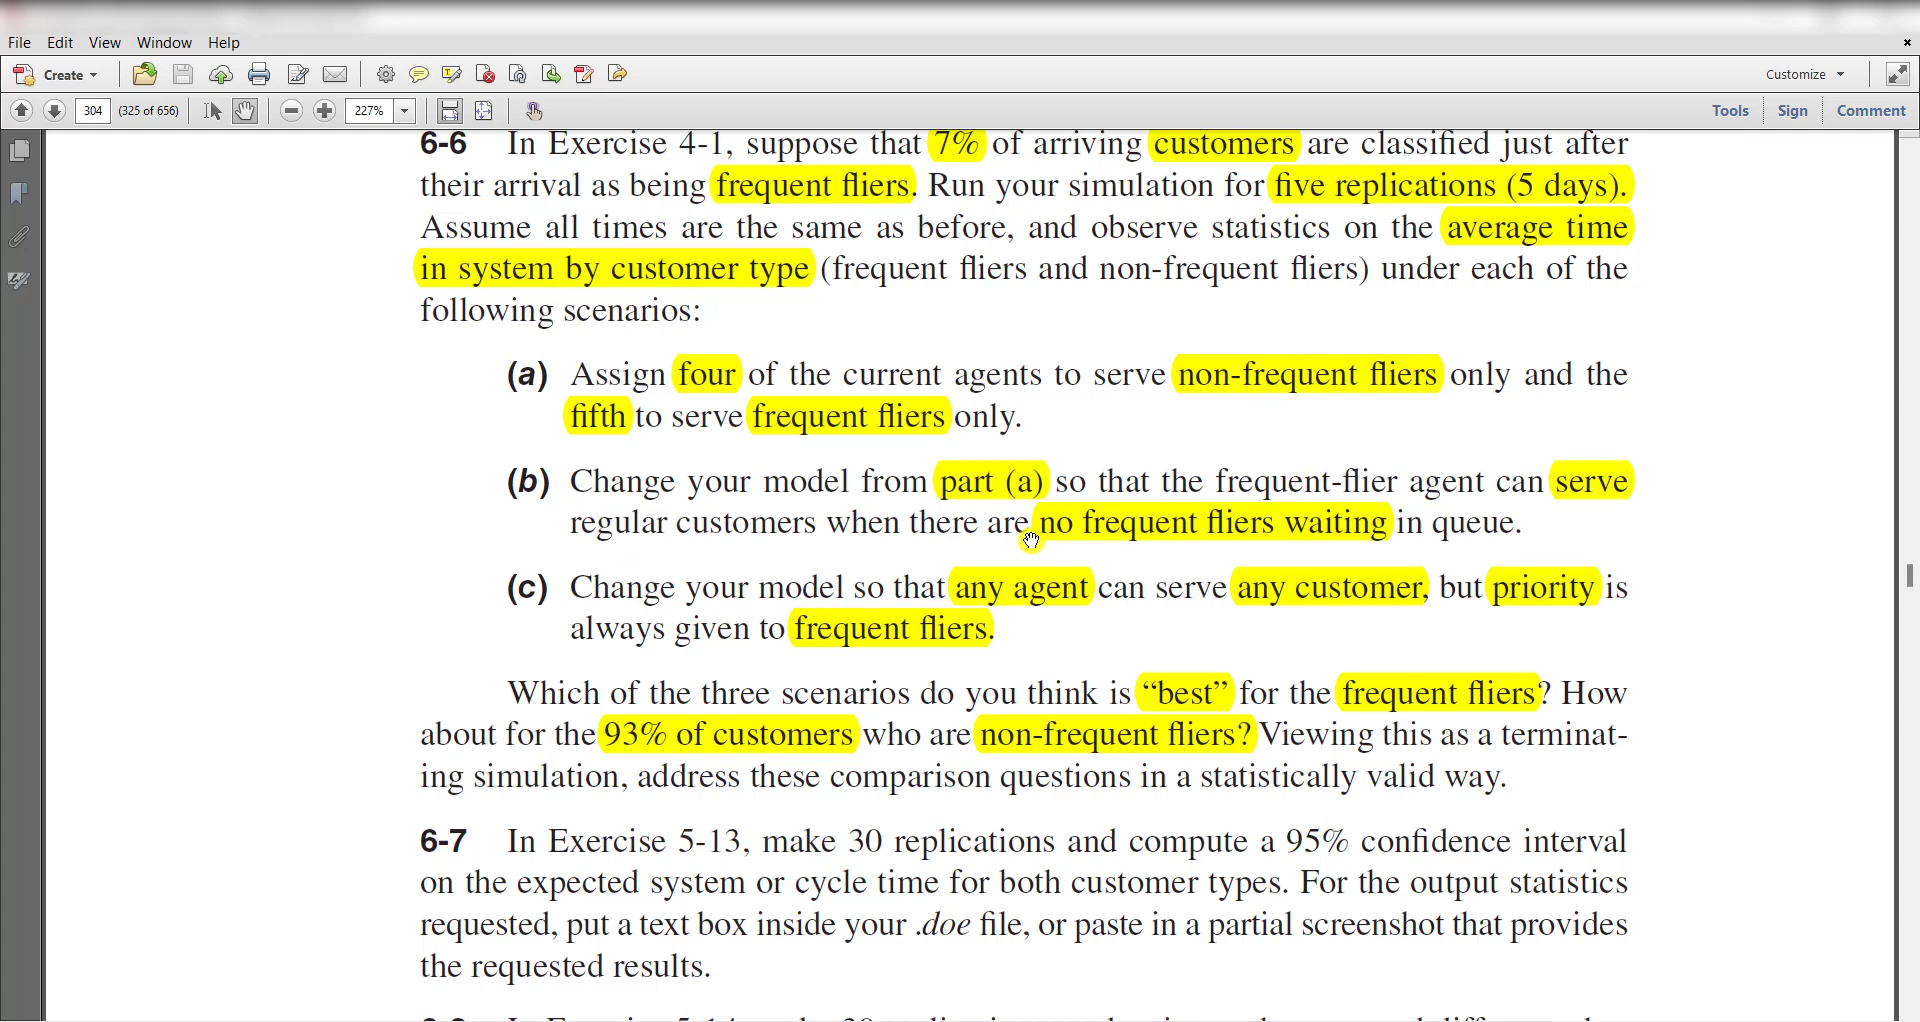 File Edit View Window Help
Create Customize
304 (325 of 656) 227% Tools Sign Comment
6-6 In Exercise 4-1, suppose that 7% of arriving customers are classified just after
their arrival as being frequent fliers. Run your simulation for five replications (5 days).
Assume all times are the same as before, and observe statistics on the average time
in system by customer type (frequent fliers and non-frequent fliers) under each of the
following scenarios:
(a) Assign four of the current agents to serve non-frequent fliers only and the
fifth to serve frequent fliers only.
(b) Change your model from part (a) so that the frequent-flier agent can serve
regular customers when there are no frequent fliers waiting in queue.
(c) Change your model so that any agent can serve any customer, but priority is
always given to frequent fliers.
Which of the three scenarios do you think is “best” for the frequent fliers? How
about for the 93% of customers who are non-frequent fliers? Viewing this as a terminat-
ing simulation, address these comparison questions in a statistically valid way.
6-7 In Exercise 5-13, make 30 replications and compute a 95% confidence interval
on the expected system or cycle time for both customer types. For the output statistics
requested, put a text box inside your .doe file, or paste in a partial screenshot that provides
the requested results.